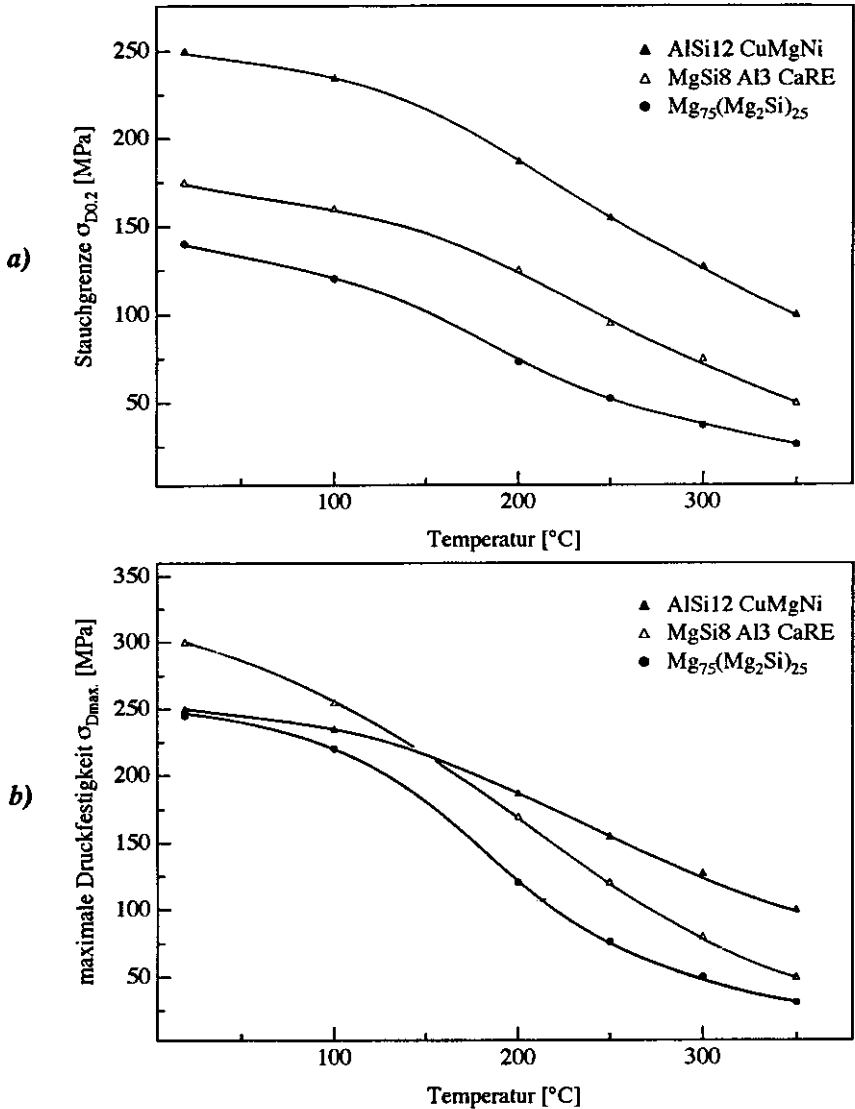 a)
Stauchgrenze σD0.2 [MPa]
250
200
150
100
50
▲ AlSi12 CuMgNi
△ MgSi8 Al3 CaRE
● Mg75(Mg2Si)25
100
200
300
Temperatur [°C]
b)
maximale Druckfestigkeit σDmax. [MPa]
350
300
250
200
150
100
50
▲ AlSi12 CuMgNi
△ MgSi8 Al3 CaRE
● Mg75(Mg2Si)25
100
200
300
Temperatur [°C]